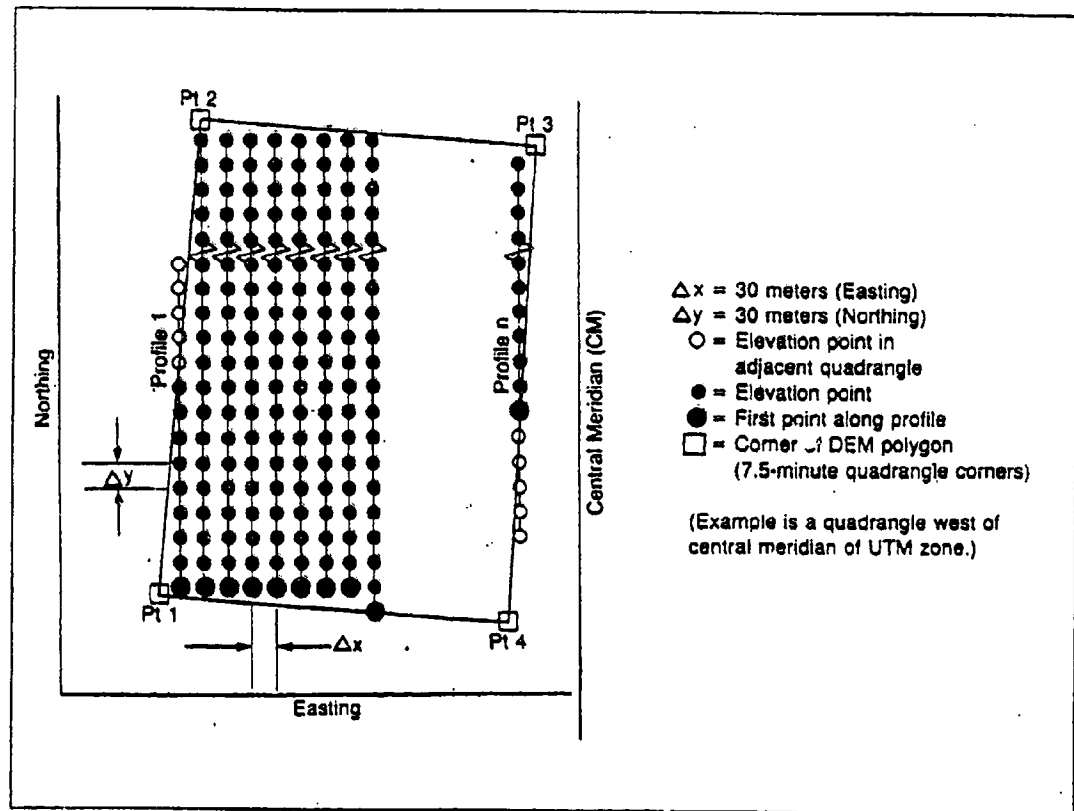 Pt 2
Pt 3
Northing
Profile 1
Profile n
Central Meridian (CM)
Δy
Pt 1
Pt 4
Δx
Easting
Δx = 30 meters (Easting)
Δy = 30 meters (Northing)
= Elevation point in
adjacent quadrangle
= Elevation point
= First point along profile
= Corner of DEM polygon
(7.5-minute quadrangle corners)
(Example is a quadrangle west of
central meridian of UTM zone.)